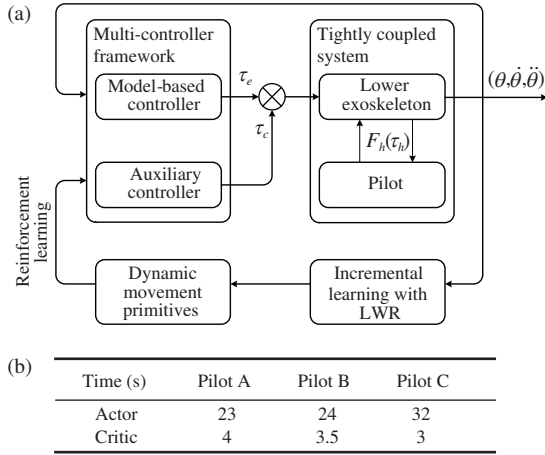 (a)
Multi-controller
framework
Tightly coupled
system
Model-based
controller
τe
Lower
exoskeleton
(θ,θ̇,θ̈)
τc
Fh(τh)
Auxiliary
controller
Pilot
Reinforcement
learning
Dynamic
movement
primitives
Incremental
learning with
LWR
(b)
Time (s) Pilot A Pilot B Pilot C
Actor 23 24 32
Critic 4 3.5 3